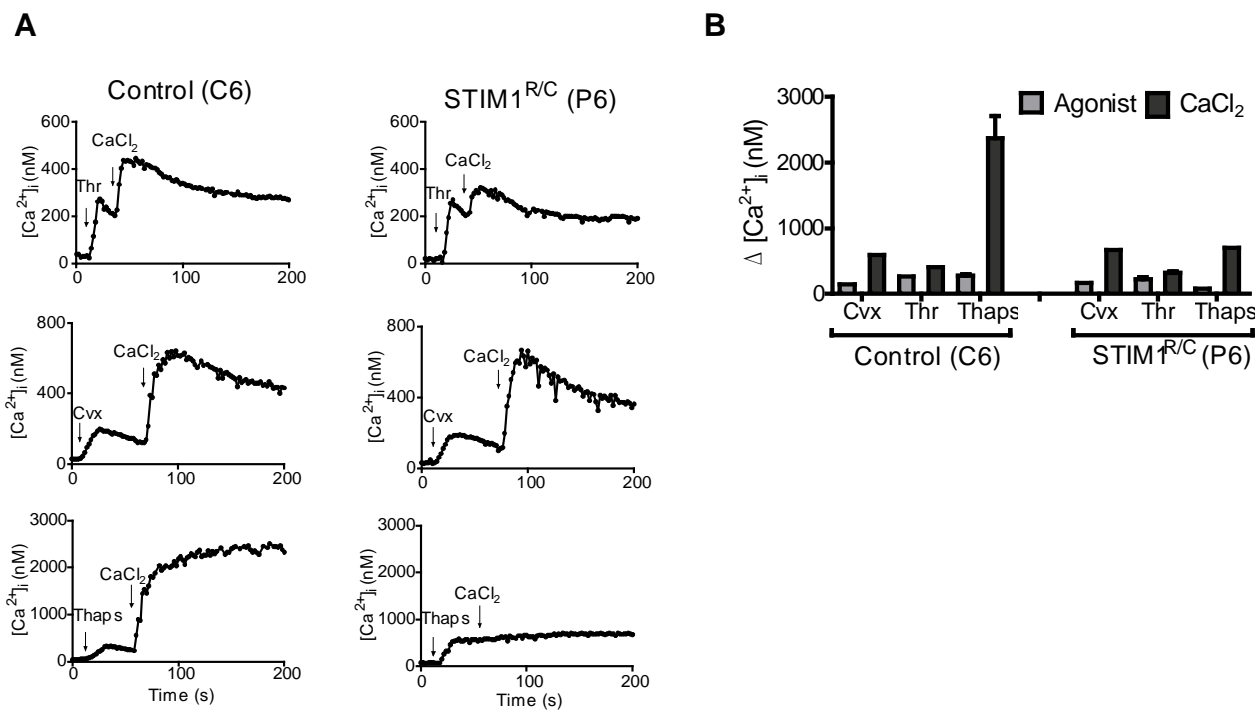 A
B
Control (C6)
STIM1R/C (P6)
600
400
200
0
[Ca2+]i (nM)
Thr
CaCl2
0
100
200
600
400
200
0
[Ca2+]i (nM)
Thr
CaCl2
0
100
200
800
400
0
[Ca2+]i (nM)
Cvx
CaCl2
0
100
200
800
400
0
[Ca2+]i (nM)
Cvx
CaCl2
0
100
200
3000
2000
1000
0
[Ca2+]i (nM)
Thaps
CaCl2
0
100
200
Time (s)
3000
2000
1000
0
[Ca2+]i (nM)
Thaps
CaCl2
0
100
200
Time (s)
Agonist CaCl2
3000
2000
1000
0
Δ [Ca2+]i (nM)
Cvx Thr Thaps Cvx Thr Thaps
Control (C6) STIM1R/C (P6)